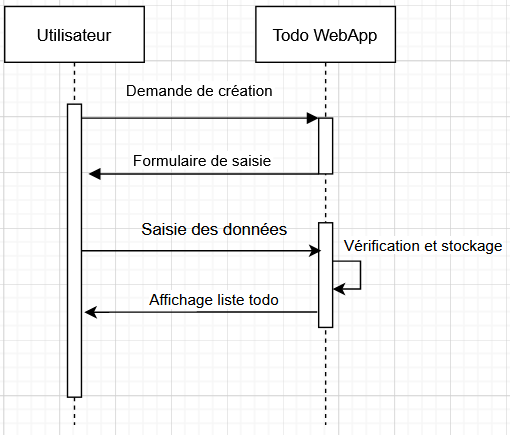 Utilisateur
Todo WebApp
Demande de création
Formulaire de saisie
Saisie des données
Vérification et stockage
Affichage liste todo